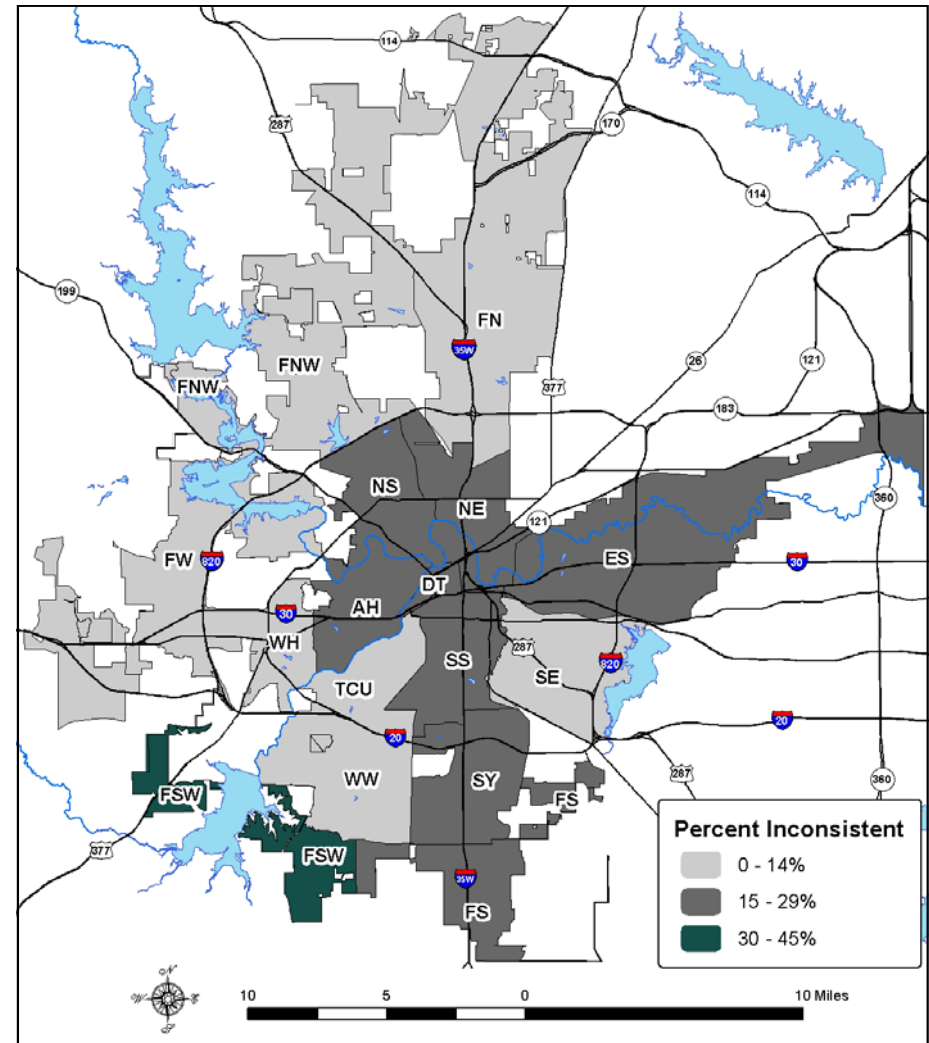 114
287
170
114
199
FN
35W
26
121
FNW
377
FNW
183
NS
NE
360
121
FW
820
ES
30
DT
30
AH
WH
287
SS
820
SE
TCU
20
20
WW
SY
287
360
FSW
FS
377
FSW
35W
FS
Percent Inconsistent
0 - 14%
15 - 29%
30 - 45%
N
W
E
S
10 5 0 10 Miles